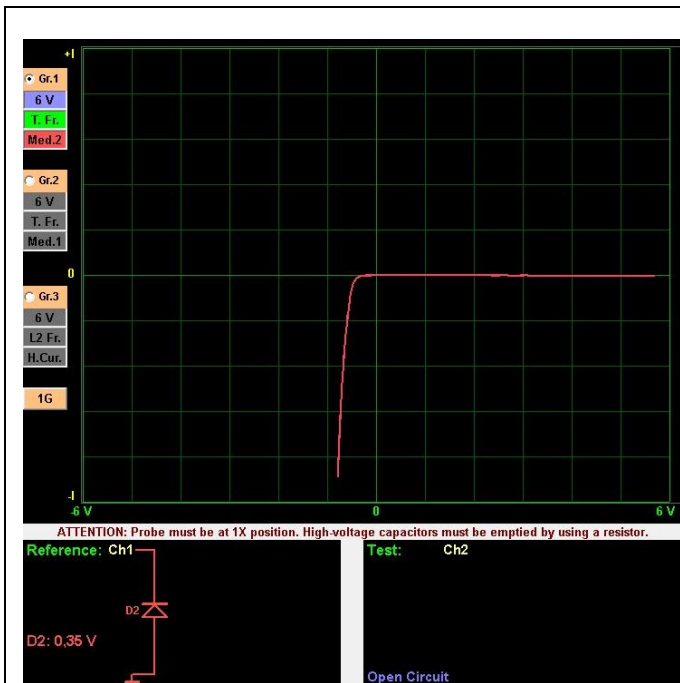 +I
Gr.1
6 V
T. Fr.
Med.2
Gr.2
6 V
T. Fr.
Med.1
0
Gr.3
6 V
L2 Fr.
H.Cur.
1G
-I
-6 V 0 6 V
ATTENTION: Probe must be at 1X position. High-voltage capacitors must be emptied by using a resistor.
Reference: Ch1
D2
D2: 0,35 V
Test: Ch2
Open Circuit